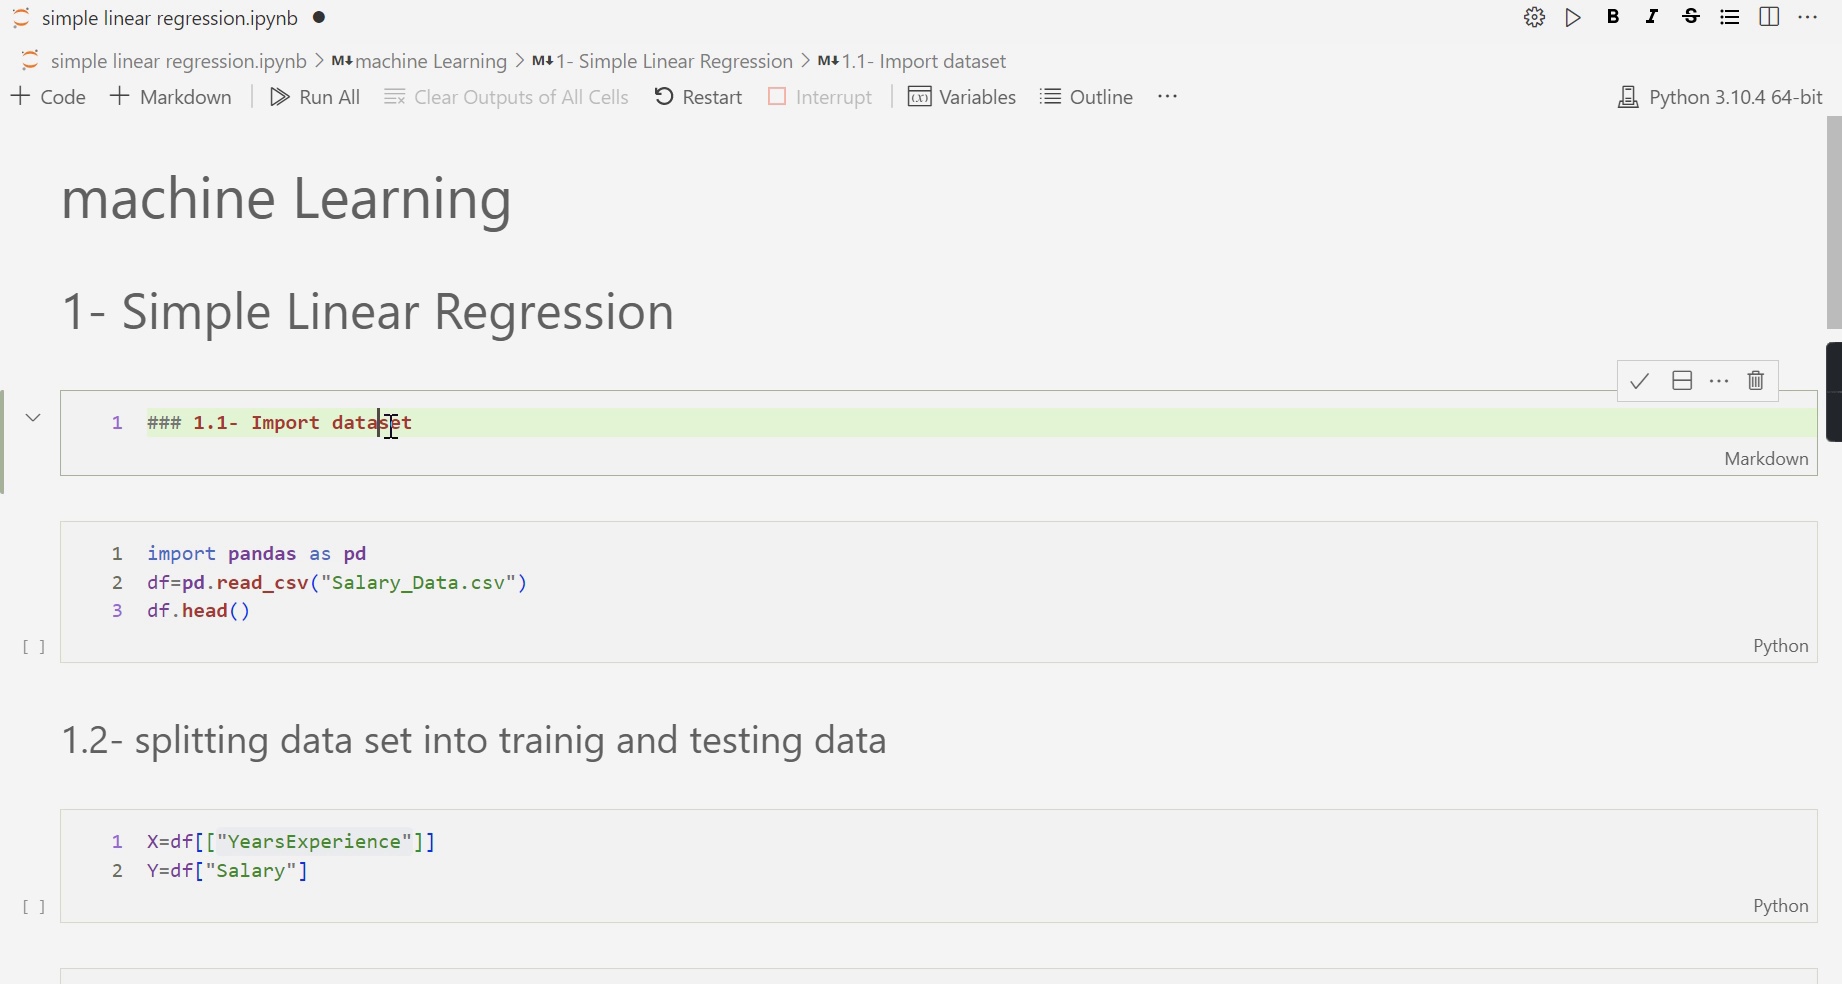 simple linear regression.ipynb
B I S
simple linear regression.ipynb > M machine Learning > M 1- Simple Linear Regression > M 1.1- Import dataset
+ Code + Markdown Run All Clear Outputs of All Cells Restart Interrupt (x) Variables Outline ... Python 3.10.4 64-bit
machine Learning
1- Simple Linear Regression
1 ### 1.1- Import dataset
Markdown
1 import pandas as pd
2 df=pd.read_csv("Salary_Data.csv")
3 df.head()
[ ] Python
1.2- splitting data set into trainig and testing data
1 X=df[["YearsExperience"]]
2 Y=df["Salary"]
[ ] Python